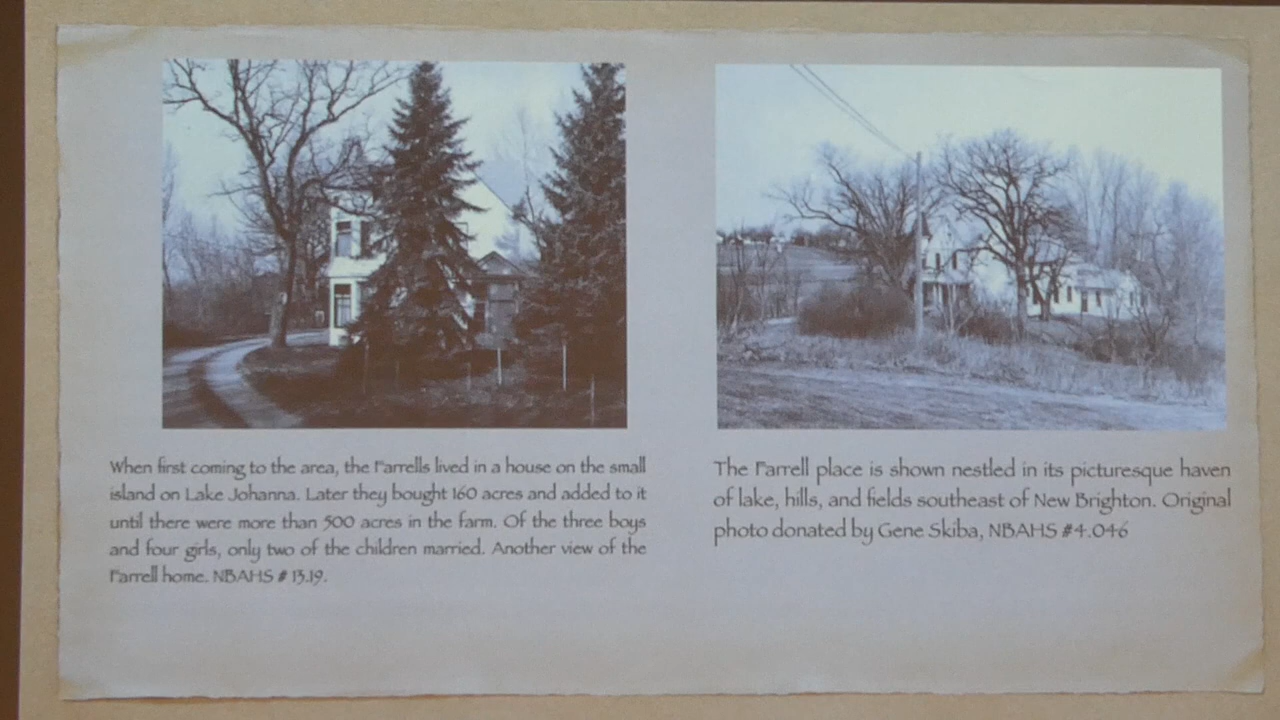 When first coming to the area, the Farrells lived in a house on the small
island on Lake Johanna. Later they bought 160 acres and added to it
until there were more than 500 acres in the farm. Of the three boys
and four girls, only two of the children married. Another view of the
Farrell home. NBAHS # 13.19.
The Farrell place is shown nestled in its picturesque haven
of lake, hills, and fields southeast of New Brighton. Original
photo donated by Gene Skiba, NBAHS #4.046